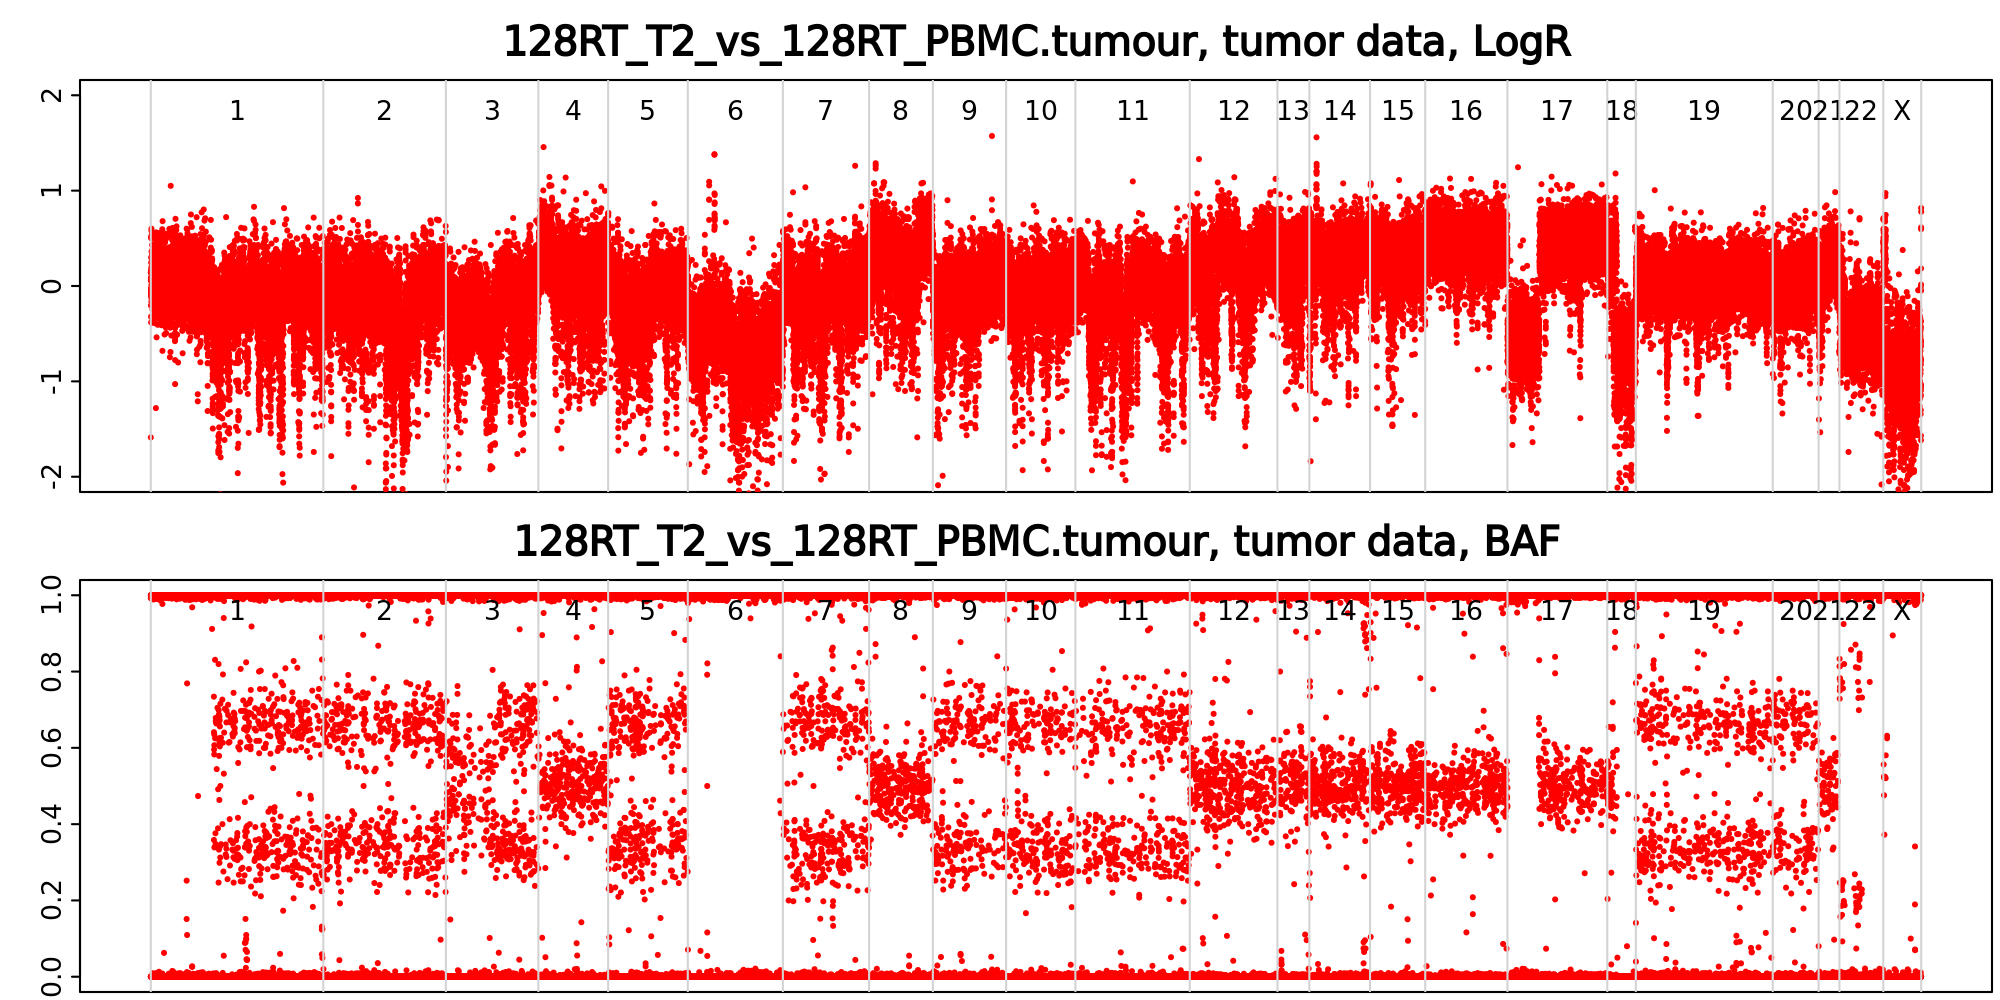 128RT_T2_vs_128RT_PBMC.tumour, tumor data, LogR
2
1 2 3 4 5 6 7 8 9 10 11 12 13 14 15 16 17 18 19 20 21 22 X
1
0
-1
-2
128RT_T2_vs_128RT_PBMC.tumour, tumor data, BAF
1.0
1 2 3 4 5 6 7 8 9 10 11 12 13 14 15 16 17 18 19 20 21 22 X
0.8
0.6
0.4
0.2
0.0